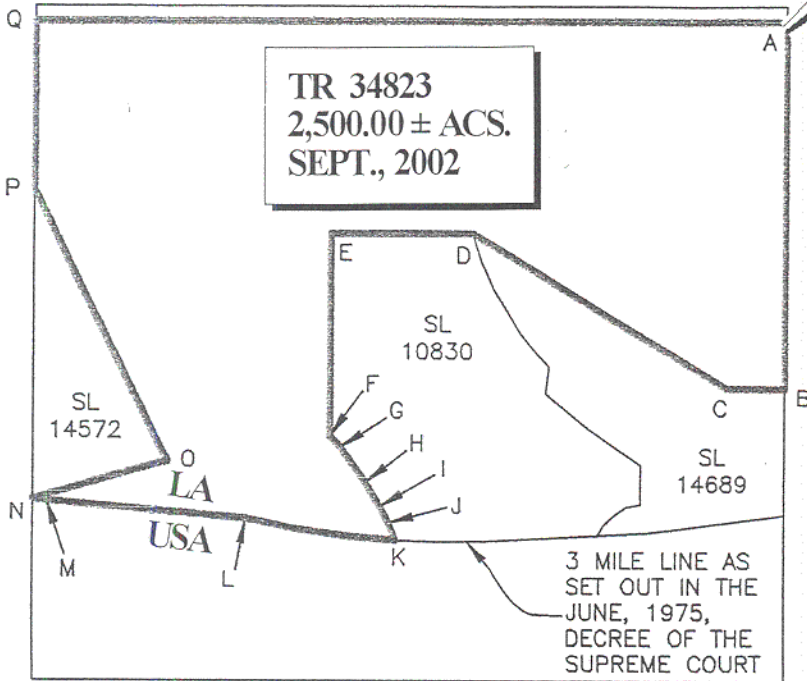 Q
A
TR 34823
2,500.00 ± ACS.
SEPT., 2002
P
E
D
SL
10830
F
G
C
B
SL
14572
H
O
I
SL
14689
LA
J
N
USA
K
M
L
3 MILE LINE AS
SET OUT IN THE
JUNE, 1975,
DECREE OF THE
SUPREME COURT